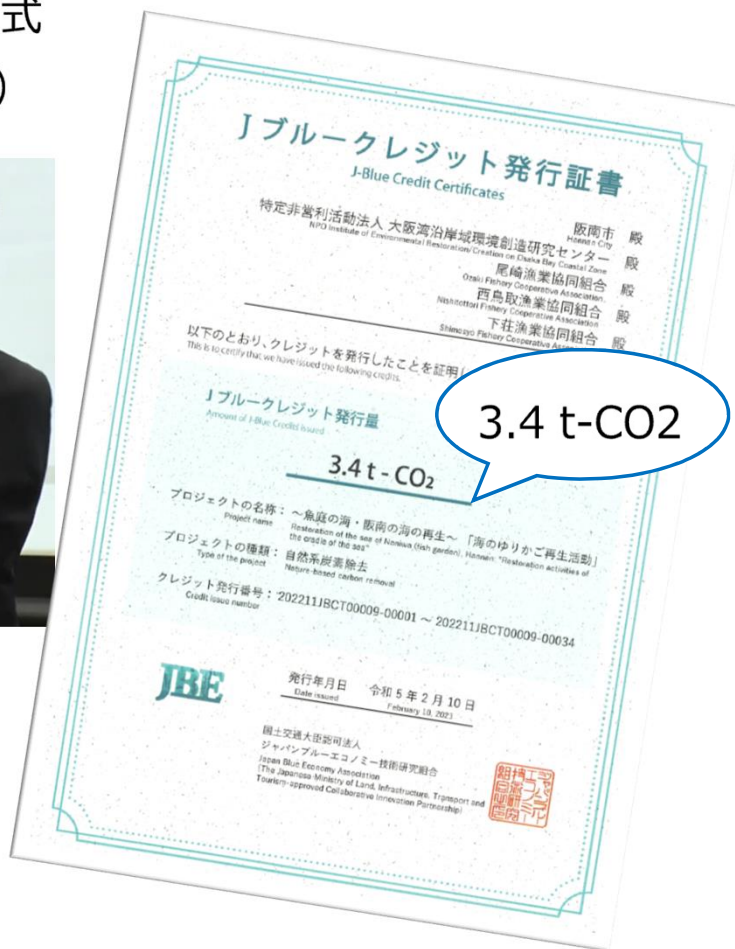 式
)
Jブルークレジット発行証書
J-Blue Credit Certificates
阪南市 殿
Hannan City
特定非営利活動法人 大阪湾沿岸域環境創造研究センター 殿
NPO Institute of Environmental Restoration/Creation on Osaka Bay Coastal Zone
尾崎漁業協同組合 殿
Ozaki Fishery Cooperative Association
西鳥取漁業協同組合 殿
Nishitottori Fishery Cooperative Association
下荘漁業協同組合 殿
Shimosyo Fishery Cooperative
以下のとおり、クレジットを発行したことを証明
This is to certify that we have issued the following credits.
Jブルークレジット発行量
Amount of J-Blue Credits issued
3.4 t-CO2
3.4 t - CO₂
プロジェクトの名称: ～魚庭の海・阪南の海の再生～「海のゆりかご再生活動」
Project name Restoration of the sea of Naniwa (fish garden), Hannan: "Restoration activities of
the cradle of the sea"
プロジェクトの種類: 自然系炭素除去
Type of the project Nature-based carbon removal
クレジット発行番号: 202211JBCT00009-00001 ～ 202211JBCT00009-00034
Credit issue number
JBE
発行年月日 令和5年2月10日
Date issued February 10, 2023
国土交通大臣認可法人
ジャパンブルーエコノミー技術研究組合
Japan Blue Economy Association
(The Japanese Ministry of Land, Infrastructure, Transport and
Tourism-approved Collaborative Innovation Partnership)